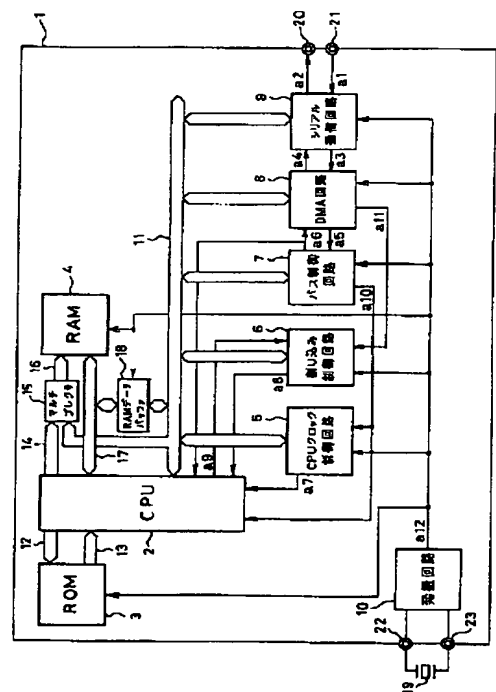 1
4
RAM
16
15
マルチ
プレクサ
14
17
18
RAMデータ
バッファ
12
13
CPU
2
ROM
3
11
a9
a8
5
CPUクロック
制御回路
a7
6
割り込み
制御回路
7
バス制御
回路
a10
a6
a5
8
DMA回路
a11
a4
a3
9
シリアル
通信回路
a2
a1
20
21
a12
10
発振回路
22
23
19